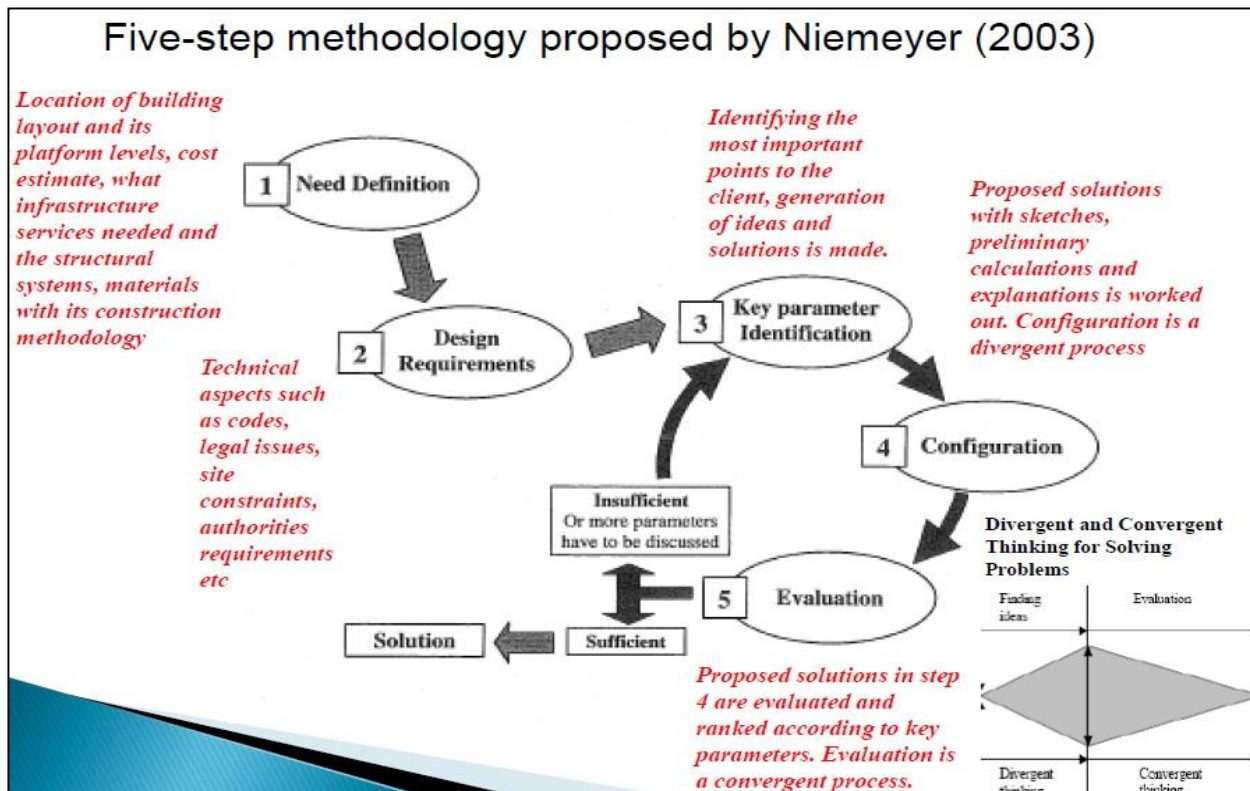 Five-step methodology proposed by Niemeyer (2003)
Location of building
layout and its
platform levels, cost
estimate, what
infrastructure
services needed and
the structural
systems, materials
with its construction
methodology
1 Need Definition
2 Design
Requirements
Technical
aspects such
as codes,
legal issues,
site
constraints,
authorities
requirements
etc
Identifying the
most important
points to the
client, generation
of ideas and
solutions is made.
3 Key parameter
Identification
Proposed solutions
with sketches,
preliminary
calculations and
explanations is worked
out. Configuration is a
divergent process
4 Configuration
Insufficient
Or more parameters
have to be discussed
5 Evaluation
Sufficient
Solution
Proposed solutions in step
4 are evaluated and
ranked according to key
parameters. Evaluation is
a convergent process.
Divergent and Convergent
Thinking for Solving
Problems
Finding
ideas
Evaluation
Divergent
thinking
Convergent
thinking